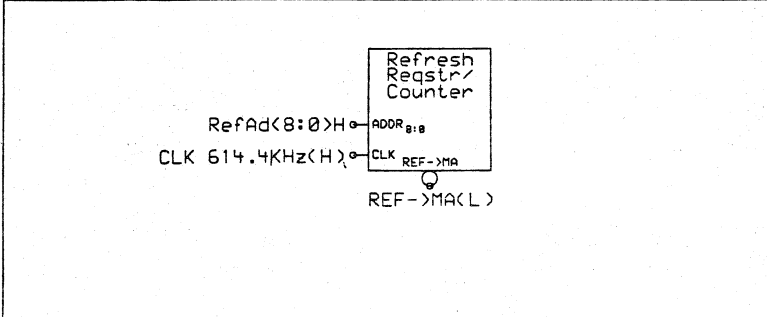 Refresh
Reqstr/
Counter
RefAd<8:0>H
ADDR8:0
CLK 614.4KHz(H)
CLK
REF->MA
REF->MA(L)